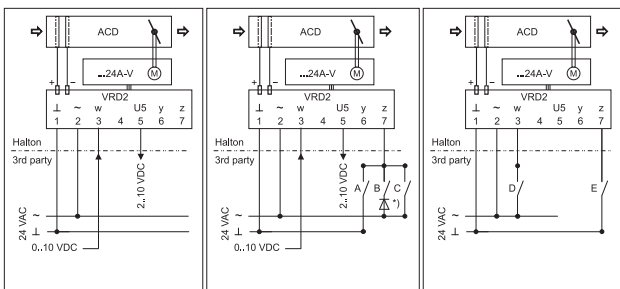 ACD
...24A-V M
+ −
VRD2
⊥ ~ w U5 y z
1 2 3 4 5 6 7
Halton
3rd party
2..10 VDC
24 VAC ~
⊥
0..10 VDC
ACD
...24A-V M
+ −
VRD2
⊥ ~ w U5 y z
1 2 3 4 5 6 7
Halton
3rd party
2..10 VDC
A B *) C
24 VAC ~
⊥
0..10 VDC
ACD
...24A-V M
+ −
VRD2
⊥ ~ w U5 y z
1 2 3 4 5 6 7
Halton
3rd party
D E
24 VAC ~
⊥